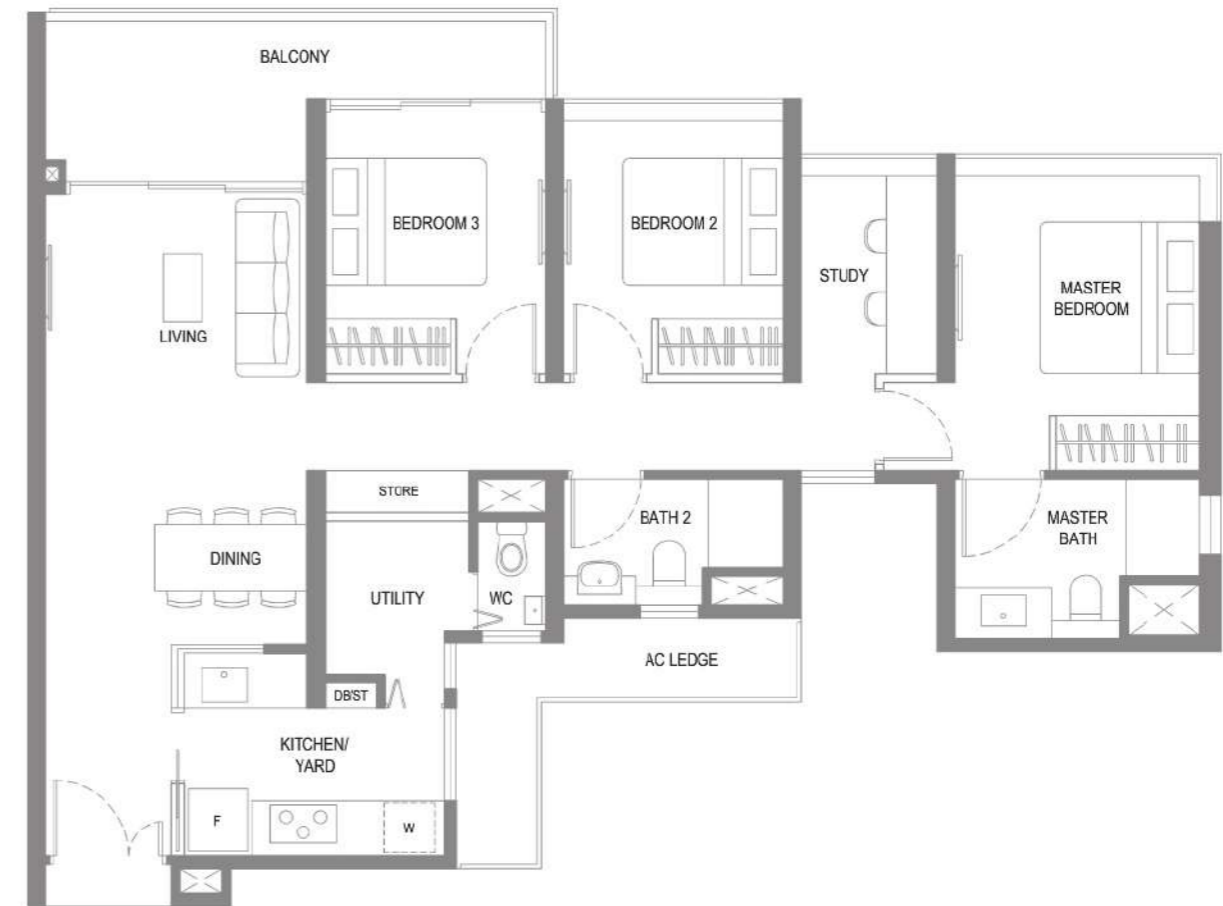 BALCONY
BEDROOM 3
BEDROOM 2
STUDY
MASTER
BEDROOM
LIVING
STORE
BATH 2
MASTER
BATH
DINING
UTILITY
WC
AC LEDGE
DB/ST
KITCHEN/
YARD
F
W